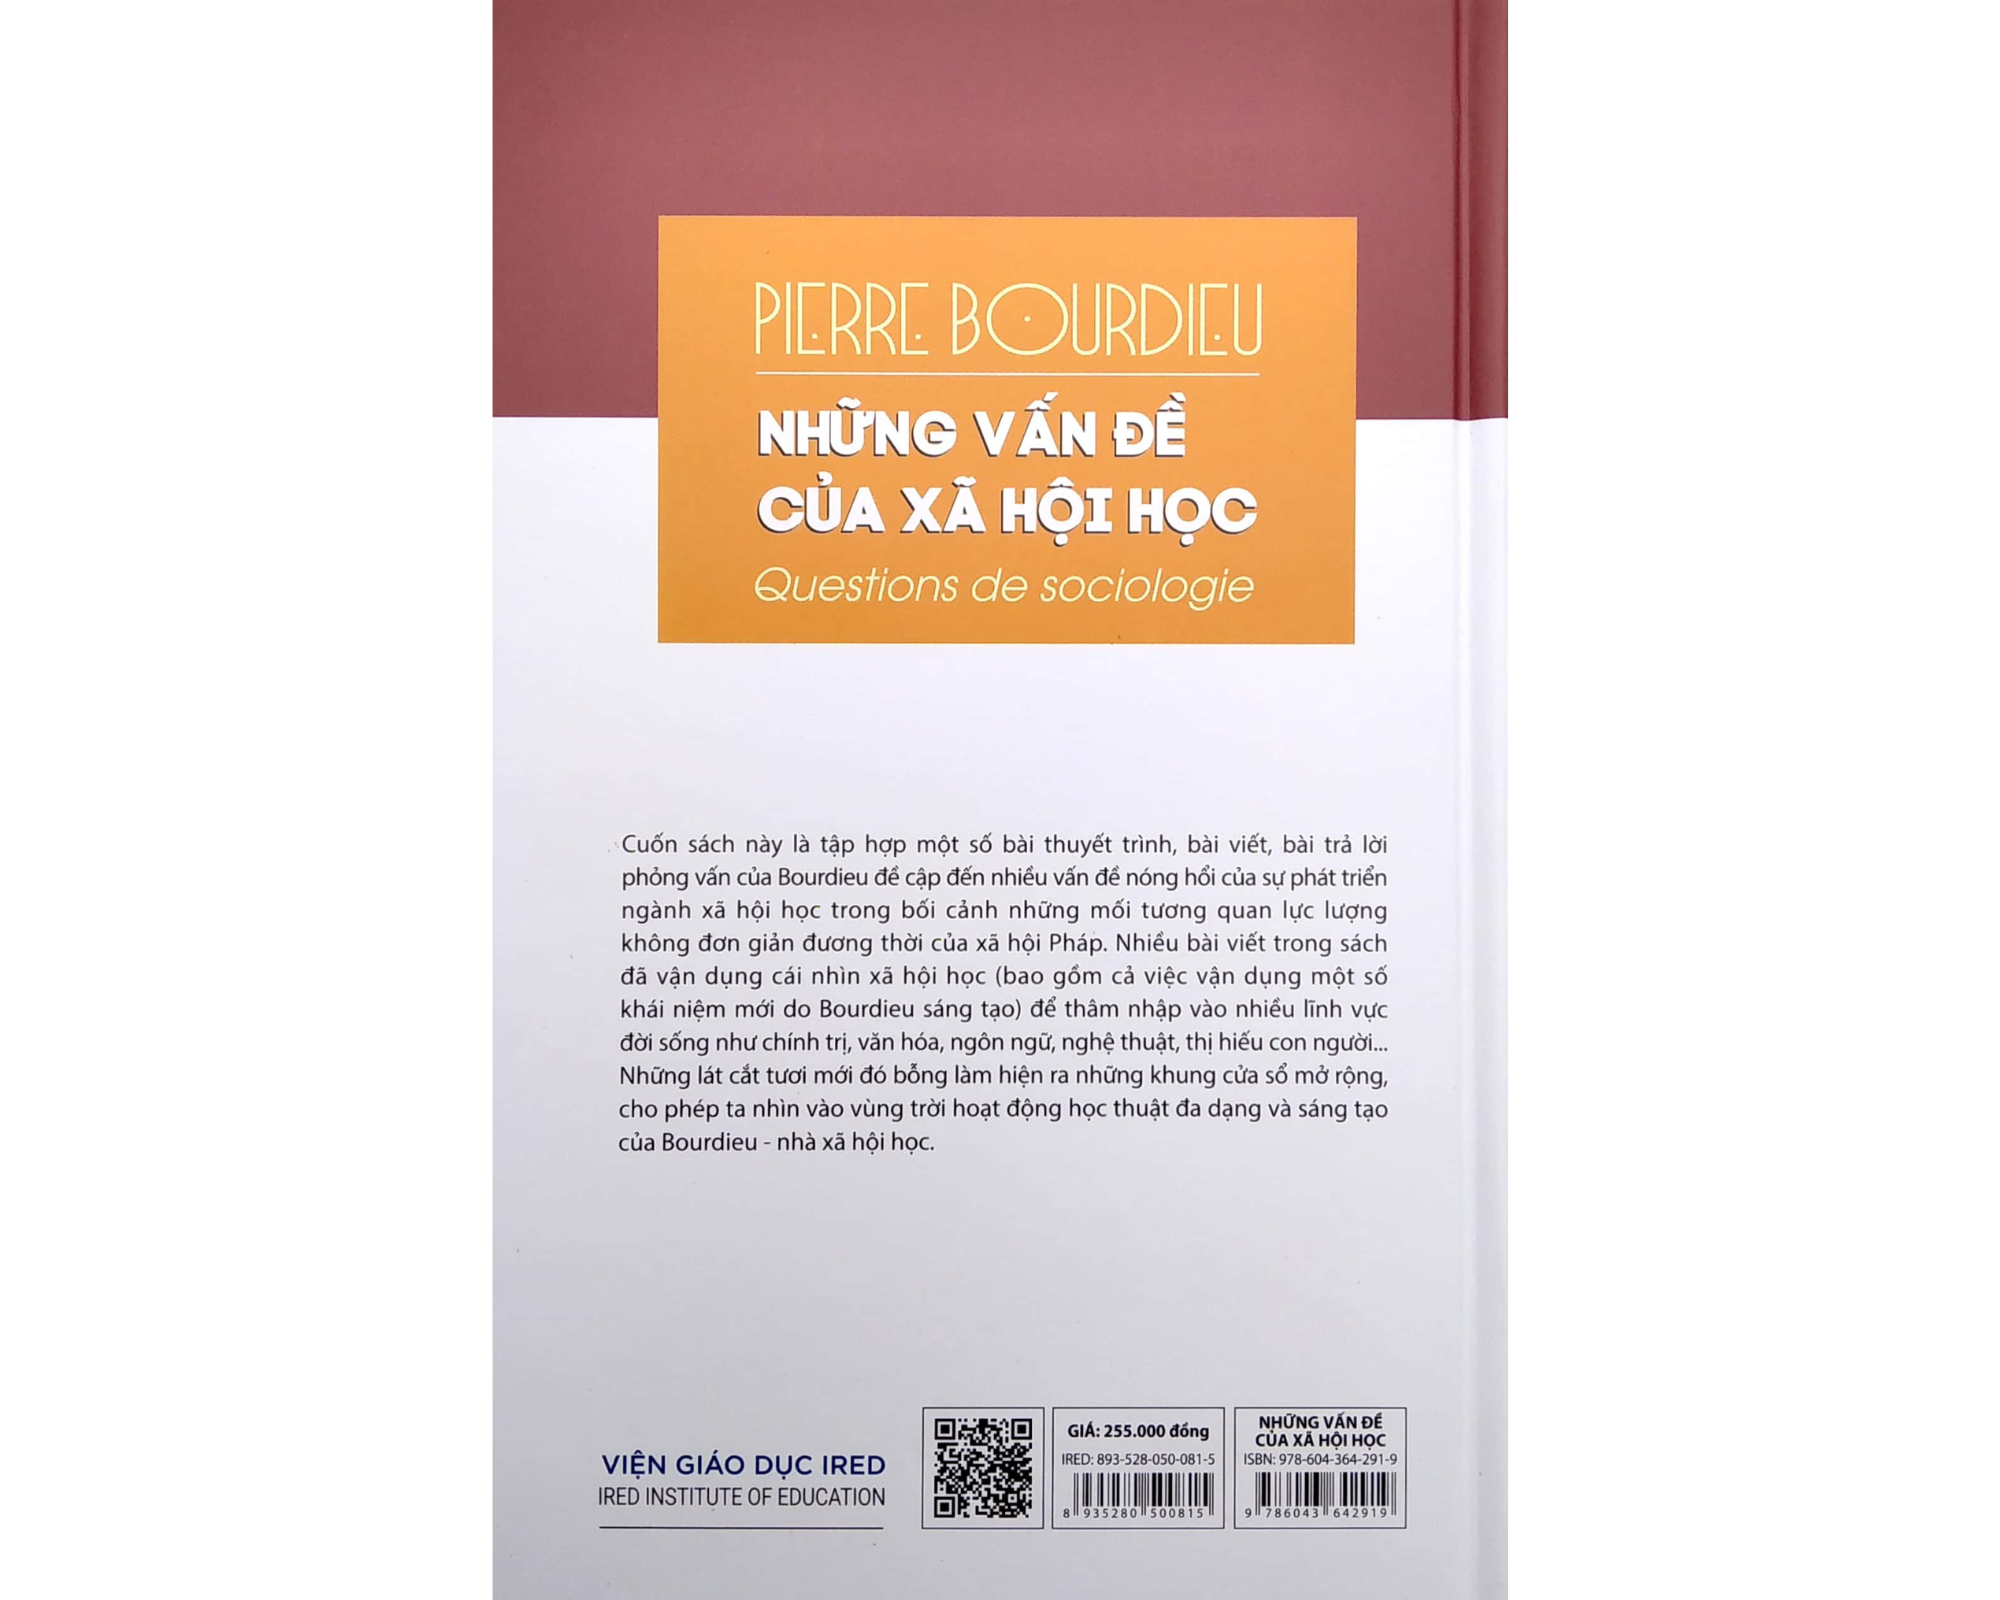 PIERRE BOURDIEU
NHỮNG VẤN ĐỀ
CỦA XÃ HỘI HỌC
Questions de sociologie
Cuốn sách này là tập hợp một số bài thuyết trình, bài viết, bài trả lời
phỏng vấn của Bourdieu đề cập đến nhiều vấn đề nóng hổi của sự phát triển
ngành xã hội học trong bối cảnh những mối tương quan lực lượng
không đơn giản đương thời của xã hội Pháp. Nhiều bài viết trong sách
đã vận dụng cái nhìn xã hội học (bao gồm cả việc vận dụng một số
khái niệm mới do Bourdieu sáng tạo) để thâm nhập vào nhiều lĩnh vực
đời sống như chính trị, văn hóa, ngôn ngữ, nghệ thuật, thị hiếu con người...
Những lát cắt tươi mới đó bỗng làm hiện ra những khung cửa sổ mở rộng,
cho phép ta nhìn vào vùng trời hoạt động học thuật đa dạng và sáng tạo
của Bourdieu - nhà xã hội học.
VIỆN GIÁO DỤC IRED
IRED INSTITUTE OF EDUCATION
GIÁ: 255.000 đồng
IRED: 893-528-050-081-5
8 935280 500815
NHỮNG VẤN ĐỀ
CỦA XÃ HỘI HỌC
ISBN: 978-604-364-291-9
9 786043 642919